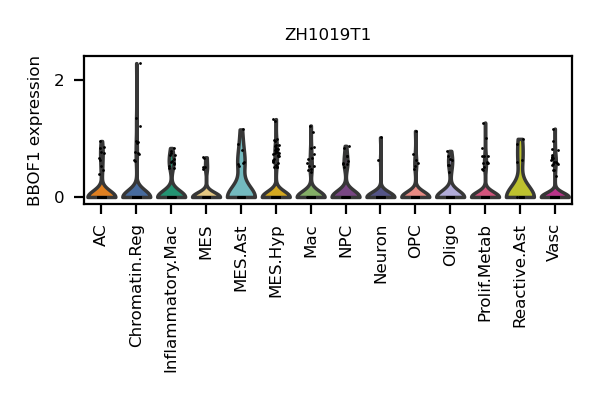 ZH1019T1
BBOF1 expression
2
0
AC
Chromatin.Reg
Inflammatory.Mac
MES
MES.Ast
MES.Hyp
Mac
NPC
Neuron
OPC
Oligo
Prolif.Metab
Reactive.Ast
Vasc